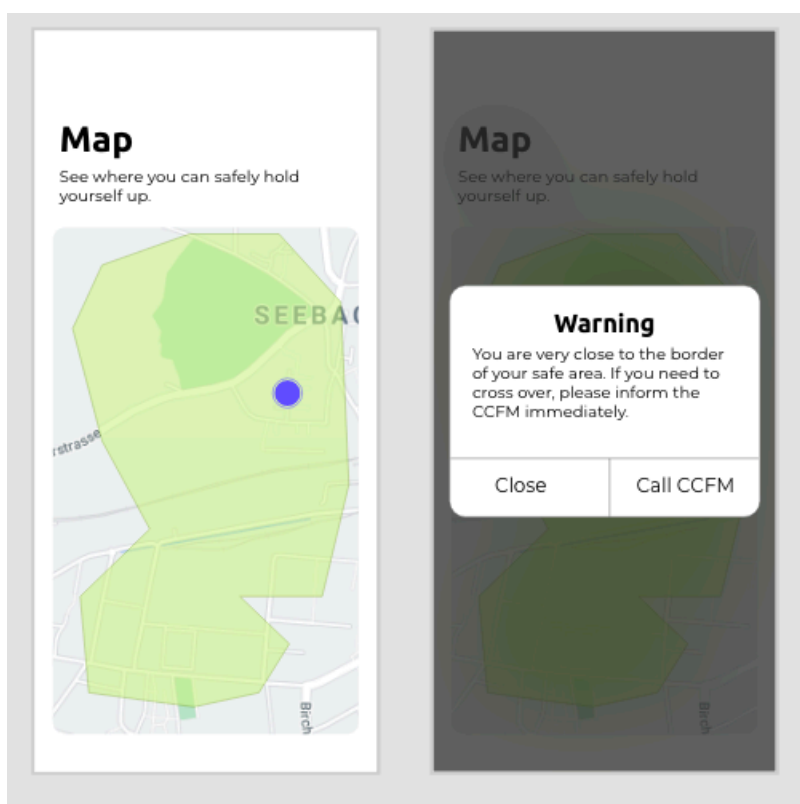 Map
See where you can safely hold
yourself up.
SEEBAC
rstrasse
Birch
Map
See where you can safely hold
yourself up.
Warning
You are very close to the border
of your safe area. If you need to
cross over, please inform the
CCFM immediately.
Close
Call CCFM
Birch